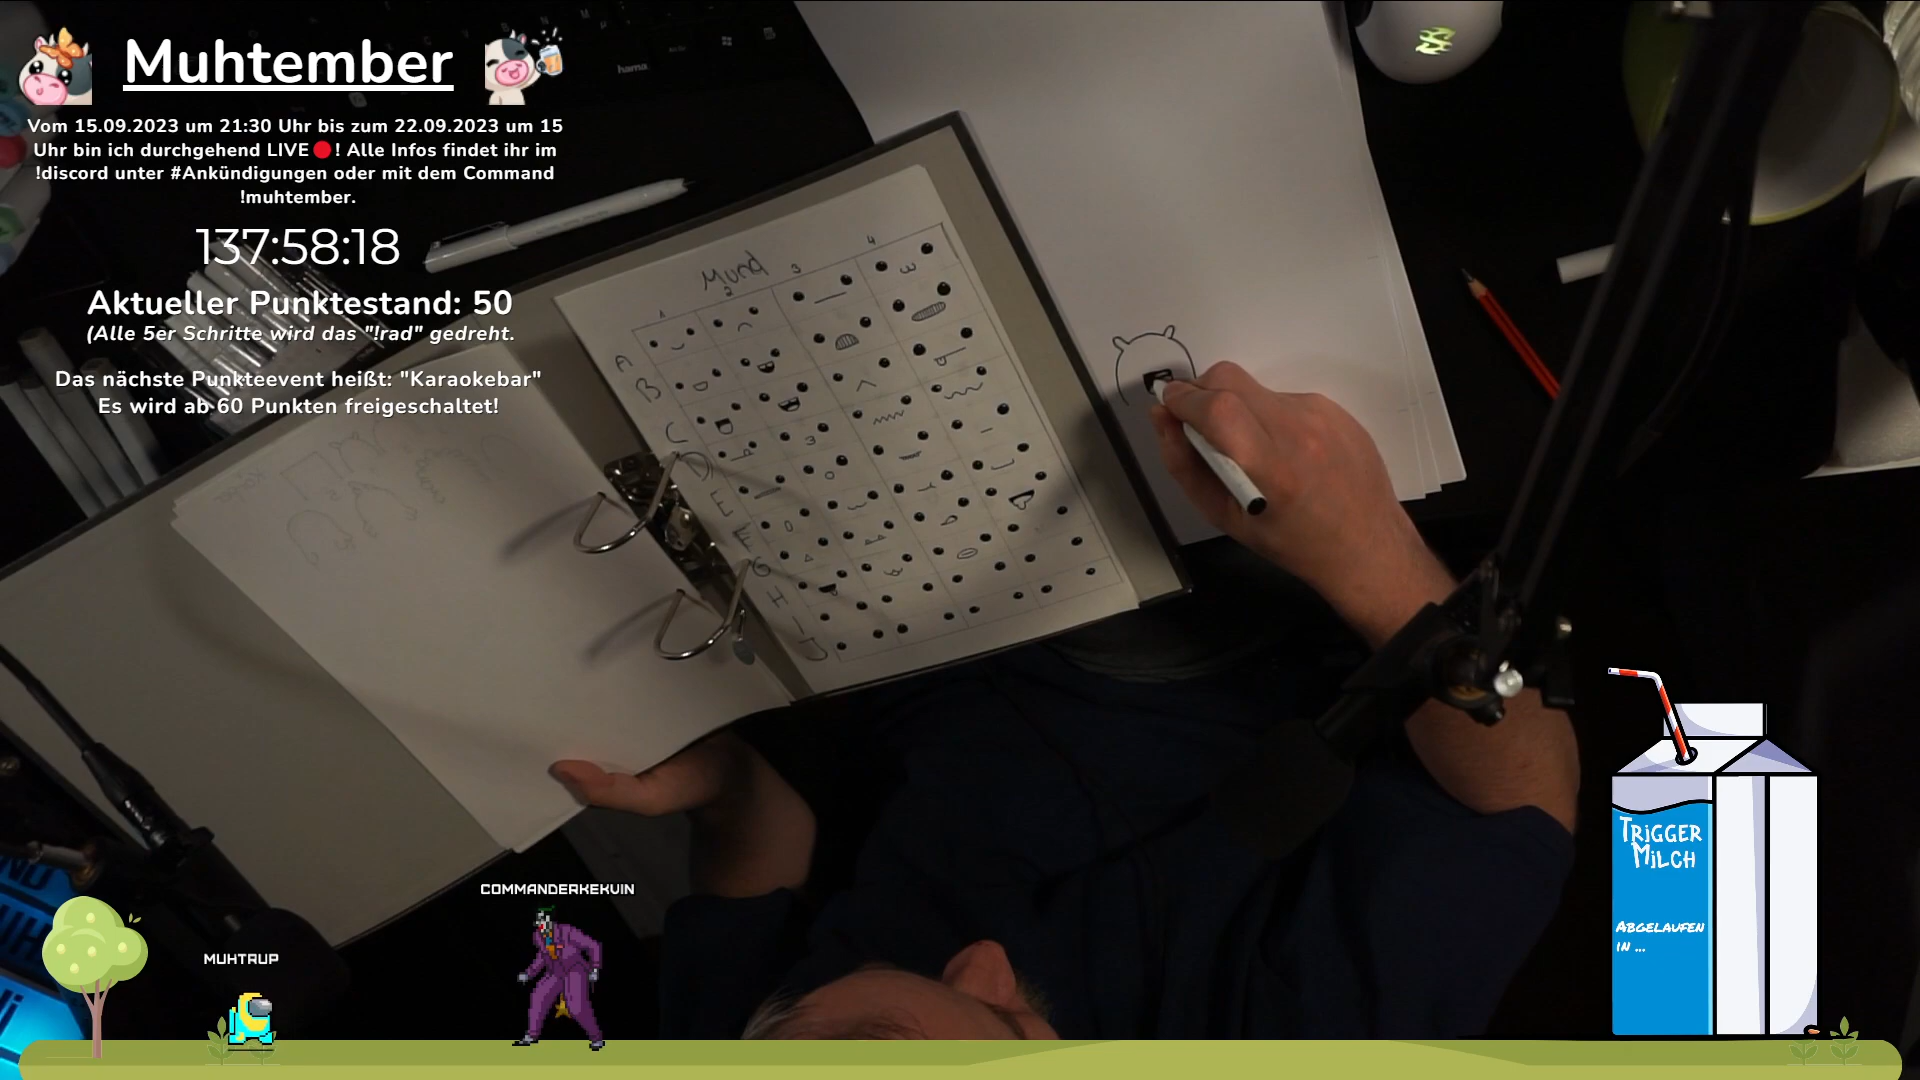 Muhtember
Vom 15.09.2023 um 21:30 Uhr bis zum 22.09.2023 um 15
Uhr bin ich durchgehend LIVE🔴! Alle Infos findet ihr im
!discord unter #Ankündigungen oder mit dem Command
!muhtember.
137:58:18
Aktueller Punktestand: 50
(Alle 5er Schritte wird das "!rad" gedreht.
Das nächste Punkteevent heißt: "Karaokebar"
Es wird ab 60 Punkten freigeschaltet!
hama
Mund
1 2 3 4
A
B
C
D
E
F
G
H
I
J
TRiGGER
MiLCH
ABGELAUFEN
IN ...
COMMANDERKEKVIN
MUHTRUP